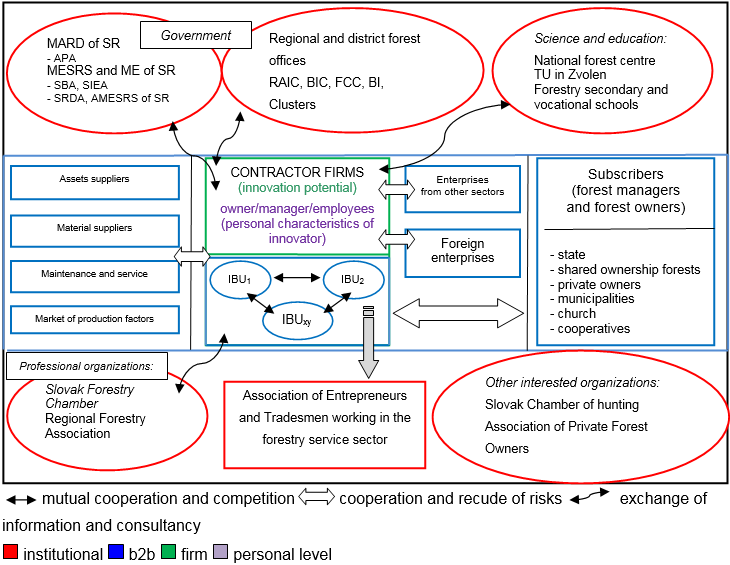 MARD of SR
- APA
MESRS and ME of SR
- SBA, SIEA
- SRDA, AMESRS of SR
Government
Regional and district forest
offices
RAIC, BIC, FCC, BI,
Clusters
Science and education:
National forest centre
TU in Zvolen
Forestry secondary and
vocational schools
Assets suppliers
Material suppliers
Maintenance and service
Market of production factors
CONTRACTOR FIRMS
(innovation potential)
owner/manager/employees
(personal characteristics of
innovator)
IBU1
IBU2
IBUxy
Enterprises
from other sectors
Foreign
enterprises
Subscribers
(forest managers
and forest owners)
- state
- shared ownership forests
- private owners
- municipalities
- church
- cooperatives
Professional organizations:
Slovak Forestry
Chamber
Regional Forestry
Association
Association of Entrepreneurs
and Tradesmen working in the
forestry service sector
Other interested organizations:
Slovak Chamber of hunting
Association of Private Forest
Owners
mutual cooperation and competition cooperation and recude of risks exchange of
information and consultancy
institutional b2b firm personal level